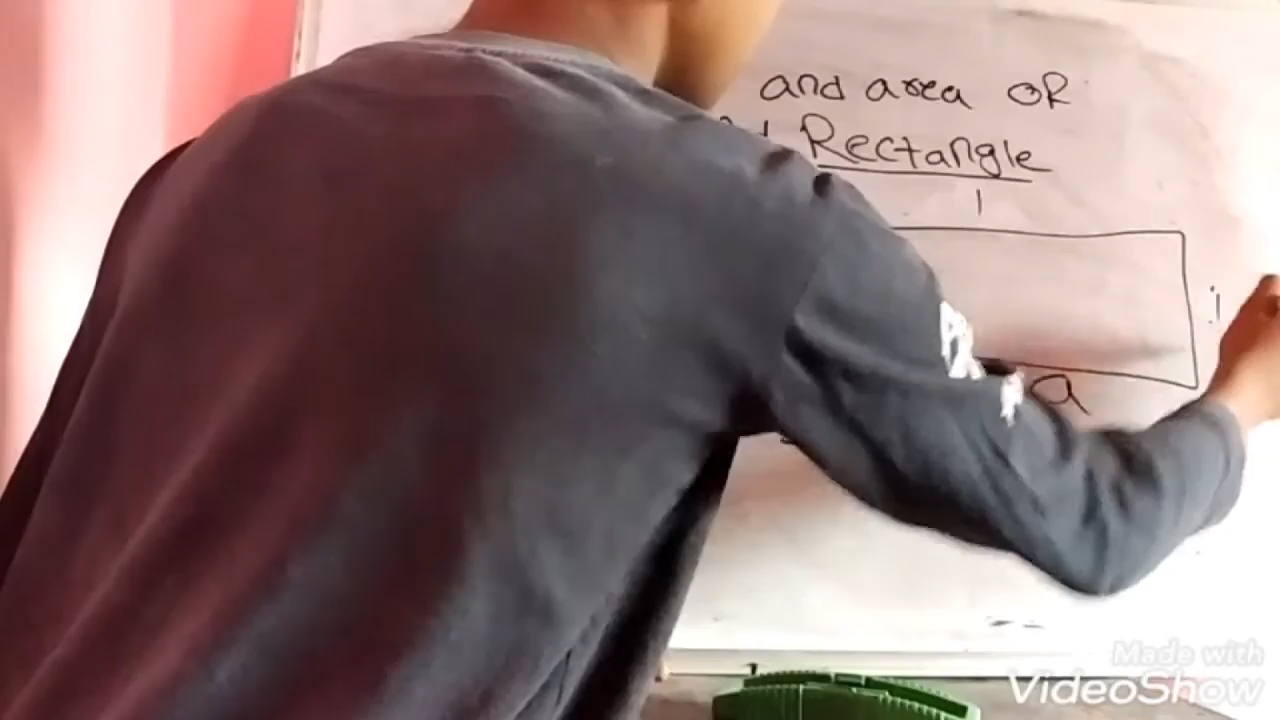 and area OR
Rectangle
l
a
Made with
VideoShow